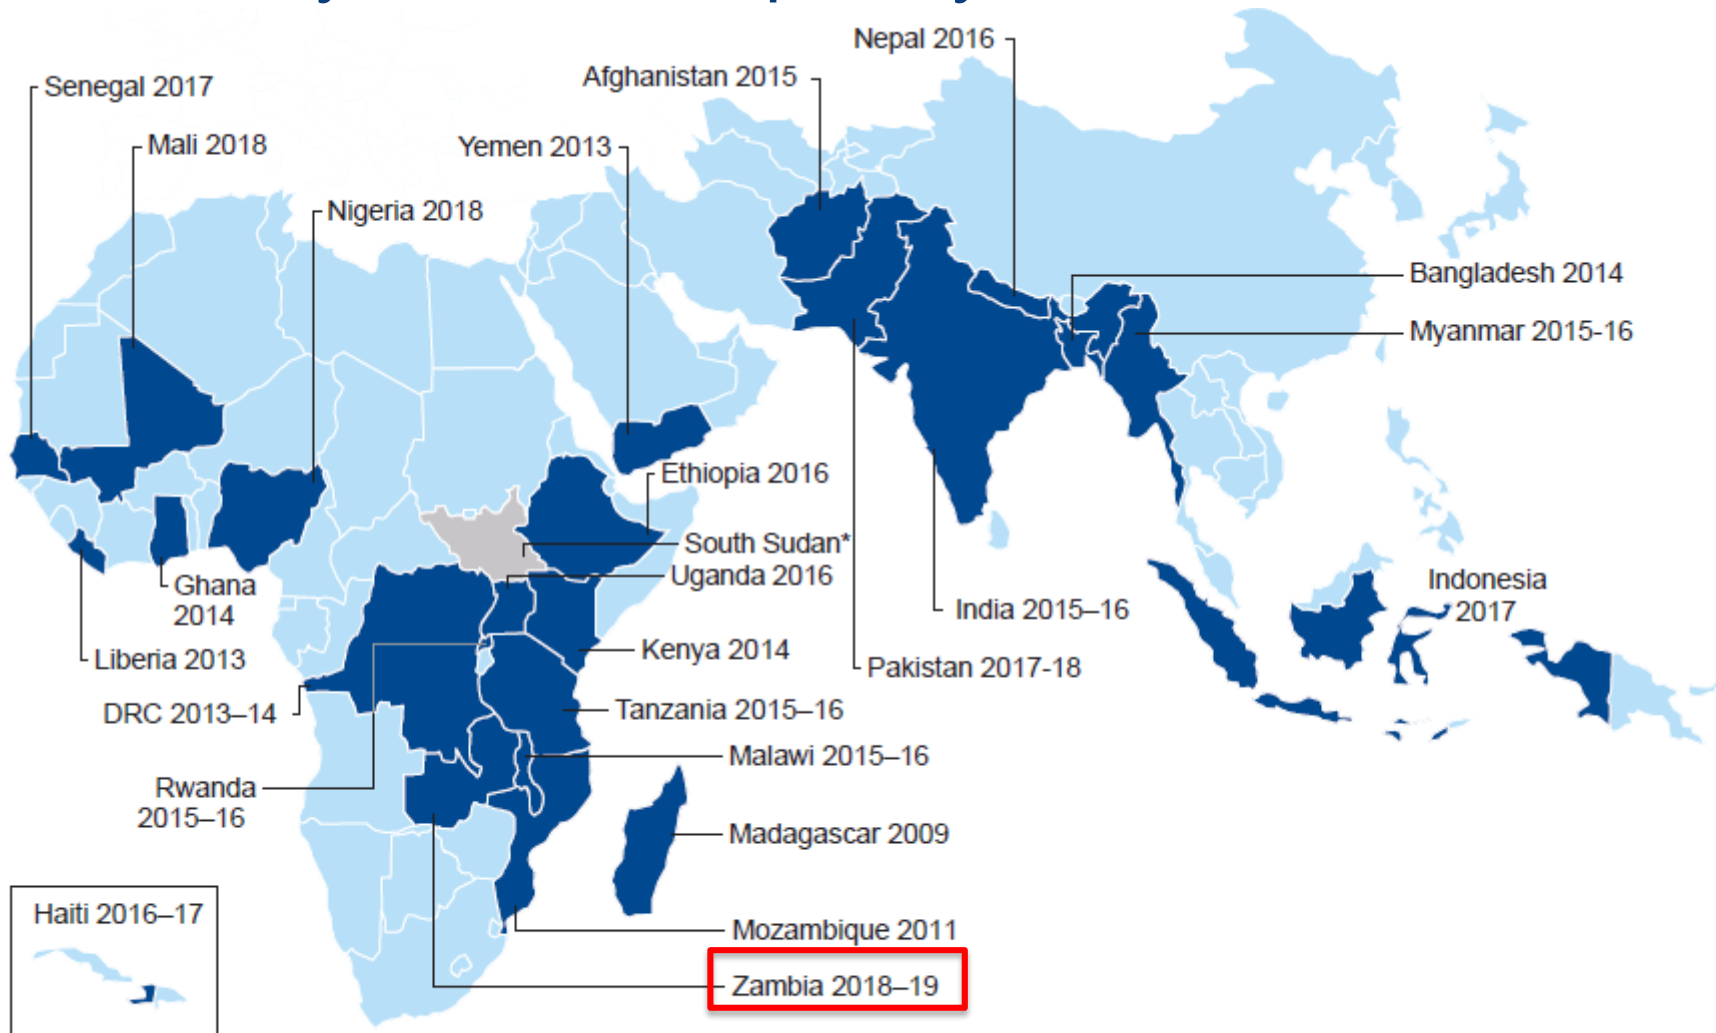 Nepal 2016
Afghanistan 2015
Senegal 2017
Mali 2018
Yemen 2013
Nigeria 2018
Bangladesh 2014
Myanmar 2015-16
Ethiopia 2016
South Sudan*
Uganda 2016
Ghana
2014
Indonesia
2017
India 2015–16
Liberia 2013
Kenya 2014
Pakistan 2017-18
DRC 2013–14
Tanzania 2015–16
Malawi 2015–16
Rwanda
2015–16
Madagascar 2009
Haiti 2016–17
Mozambique 2011
Zambia 2018–19